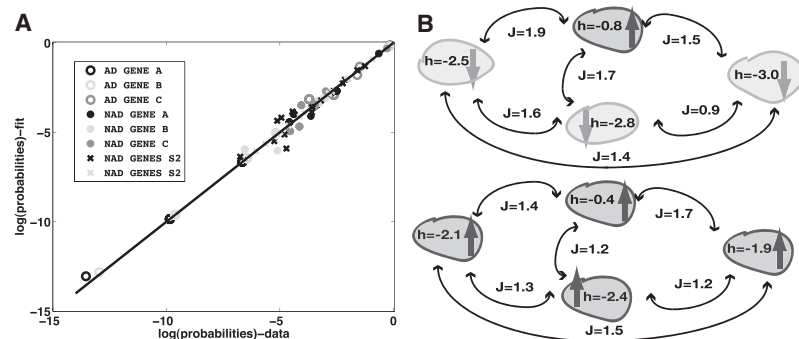 A
0
−5
−10
−15
−15
−10
−5
0
log(probabilities)−fit
log(probabilities)−data
AD GENE A
AD GENE B
AD GENE C
NAD GENE A
NAD GENE B
NAD GENE C
NAD GENES S2
NAD GENES S2
B
h=-0.8
J=1.9
J=1.5
h=-2.5
h=-3.0
J=1.7
J=1.6
h=-2.8
J=0.9
J=1.4
h=-0.4
J=1.4
J=1.7
h=-2.1
h=-1.9
J=1.2
J=1.3
h=-2.4
J=1.2
J=1.5